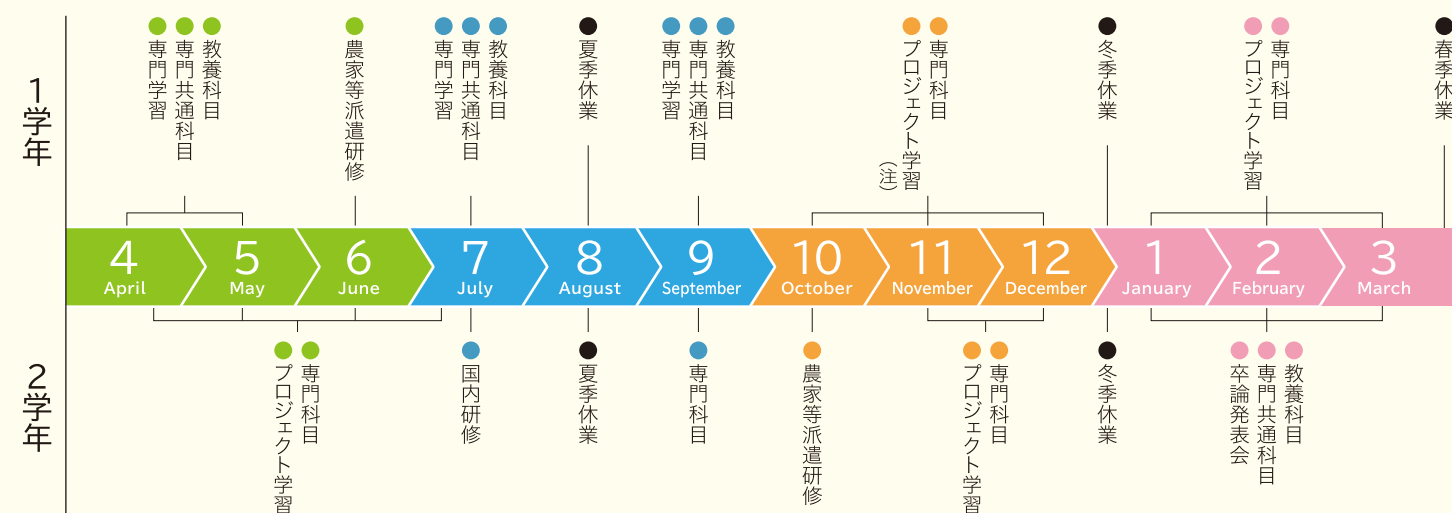 1学年
教養科目
専門共通科目
専門学習
農家等派遣研修
教養科目
専門共通科目
専門学習
夏季休業
教養科目
専門共通科目
専門学習
専門科目
プロジェクト学習
（注）
冬季休業
専門科目
プロジェクト学習
春季休業
4
April
5
May
6
June
7
July
8
August
9
September
10
October
11
November
12
December
1
January
2
February
3
March
2学年
専門科目
プロジェクト学習
国内研修
夏季休業
専門科目
農家等派遣研修
専門科目
プロジェクト学習
冬季休業
教養科目
専門共通科目
卒論発表会